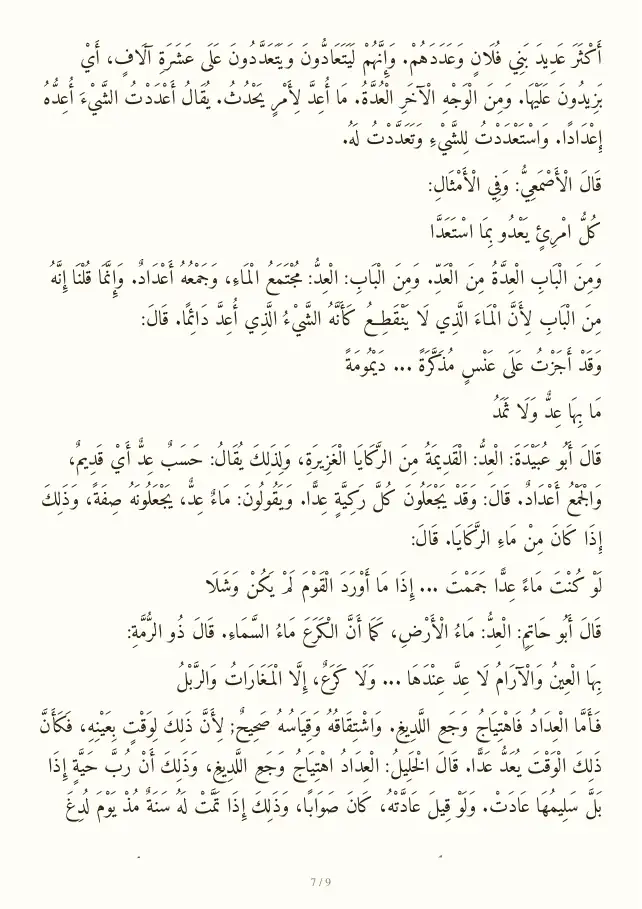 أَكْثَرَ عَدِيدَ بَنِي فُلَانٍ وَعَدَدَهُمْ. وَإِنَّهُمْ لَيَتَعَادُّونَ وَيَتَعَدَّدُونَ عَلَى عَشَرَةِ آلَافٍ، أَيْ
يَزِيدُونَ عَلَيْهَا. وَمِنَ الْوَجْهِ الْآخَرِ الْعُدَّةُ. مَا أُعِدَّ لِأَمْرٍ يَحْدُثُ. يُقَالُ أَعْدَدْتُ الشَّيْءَ أُعِدُّهُ
إِعْدَادًا. وَاسْتَعْدَدْتُ لِلشَّيْءِ وَتَعَدَّدْتُ لَهُ.
قَالَ الْأَصْمَعِيُّ: وَفِي الْأَمْثَالِ:
كُلُّ امْرِئٍ يَعْدُو بِمَا اسْتَعَدَّا
وَمِنَ الْبَابِ الْعِدَّةُ مِنَ الْعَدِّ. وَمِنَ الْبَابِ: الْعِدُّ: مُجْتَمَعُ الْمَاءِ، وَجَمْعُهُ أَعْدَادٌ. وَإِنَّمَا قُلْنَا إِنَّهُ
مِنَ الْبَابِ لِأَنَّ الْمَاءَ الَّذِي لَا يَنْقَطِعُ كَأَنَّهُ الشَّيْءُ الَّذِي أُعِدَّ دَائِمًا. قَالَ:
وَقَدْ أَجَزْتُ عَلَى عَنْسٍ مُذَكَّرَةً ... دَيْمُومَةً
مَا بِهَا عِدٌّ وَلَا ثَمَدُ
قَالَ أَبُو عُبَيْدَةَ: الْعِدُّ: الْقَدِيمَةُ مِنَ الرَّكَايَا الْغَزِيرَةِ، وَلِذَلِكَ يُقَالُ: حَسَبٌ عِدٌّ أَيْ قَدِيمٌ،
وَالْجَمْعُ أَعْدَادٌ. قَالَ: وَقَدْ يَجْعَلُونَ كُلَّ رَكِيَّةٍ عِدًّا. وَيَقُولُونَ: مَاءٌ عِدٌّ، يَجْعَلُونَهُ صِفَةً، وَذَلِكَ
إِذَا كَانَ مِنْ مَاءِ الرَّكَايَا. قَالَ:
لَوْ كُنْتَ مَاءً عِدًّا جَمَمْتَ ... إِذَا مَا أَوْرَدَ الْقَوْمَ لَمْ يَكُنْ وَشَلَا
قَالَ أَبُو حَاتِمٍ: الْعِدُّ: مَاءُ الْأَرْضِ، كَمَا أَنَّ الْكَرَعَ مَاءُ السَّمَاءِ. قَالَ ذُو الرُّمَّةِ:
بِهَا الْعِينُ وَالْآرَامُ لَا عِدَّ عِنْدَهَا ... وَلَا كَرَعٌ، إِلَّا الْمَغَارَاتُ وَالرَّبْلُ
فَأَمَّا الْعِدَادُ فَاهْتِيَاجُ وَجَعِ اللَّدِيغِ. وَاشْتِقَاقُهُ وَقِيَاسُهُ صَحِيحٌ; لِأَنَّ ذَلِكَ لِوَقْتٍ بِعَيْنِهِ، فَكَأَنَّ
ذَلِكَ الْوَقْتَ يُعَدُّ عَدًّا. قَالَ الْخَلِيلُ: الْعِدَادُ اهْتِيَاجُ وَجَعِ اللَّدِيغِ، وَذَلِكَ أَنْ رُبَّ حَيَّةٍ إِذَا
بَلَّ سَلِيمُهَا عَادَتْ. وَلَوْ قِيلَ عَادَّتْهُ، كَانَ صَوَابًا، وَذَلِكَ إِذَا تَمَّتْ لَهُ سَنَةٌ مُذْ يَوْمَ لُدِغَ
7 / 9